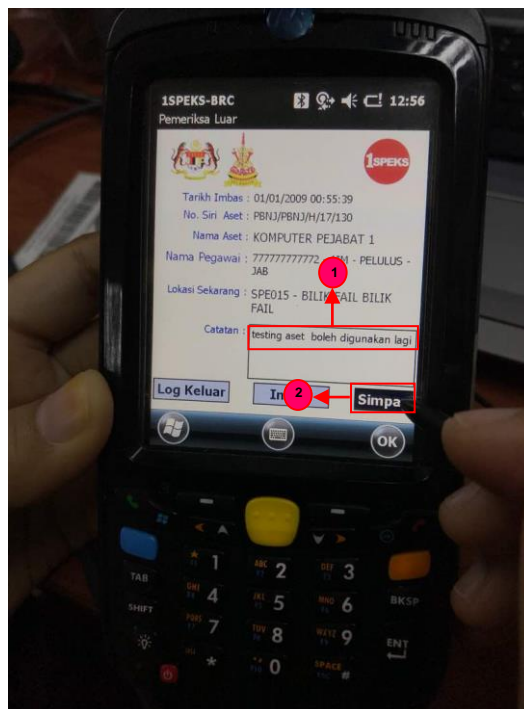 1SPEKS-BRC 12:56
Pemeriksa Luar
1SPEKS
Tarikh Imbas : 01/01/2009 00:55:39
No. Siri Aset : PBNJ/PBNJ/H/17/130
Nama Aset : KOMPUTER PEJABAT 1
Nama Pegawai : 777777777772 - PELULUS -
JAB
1
Lokasi Sekarang : SPE015 - BILIK FAIL BILIK
FAIL
Catatan : testing aset boleh digunakan lagi
Log Keluar 2 Simpa
OK
1 ABC 2 DEF 3
TAB
GHI 4 JKL 5 MNO 6 BKSP
SHIFT
PQRS 7 TUV 8 WXYZ 9 ENT
* 0 SPACE #